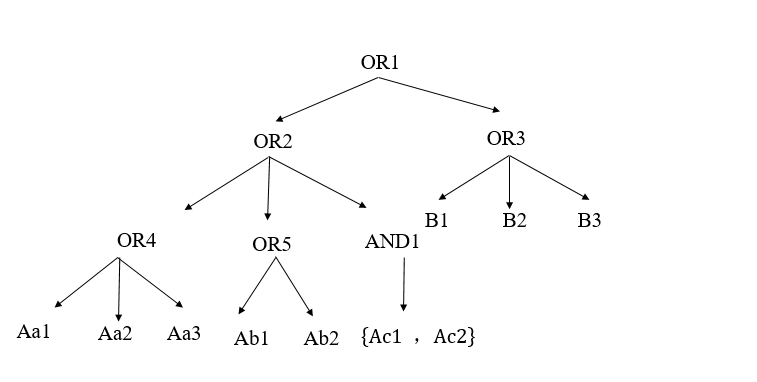 OR1
OR2 OR3
B1 B2 B3
OR4 OR5 AND1
Aa1 Aa2 Aa3 Ab1 Ab2 {Ac1 , Ac2}